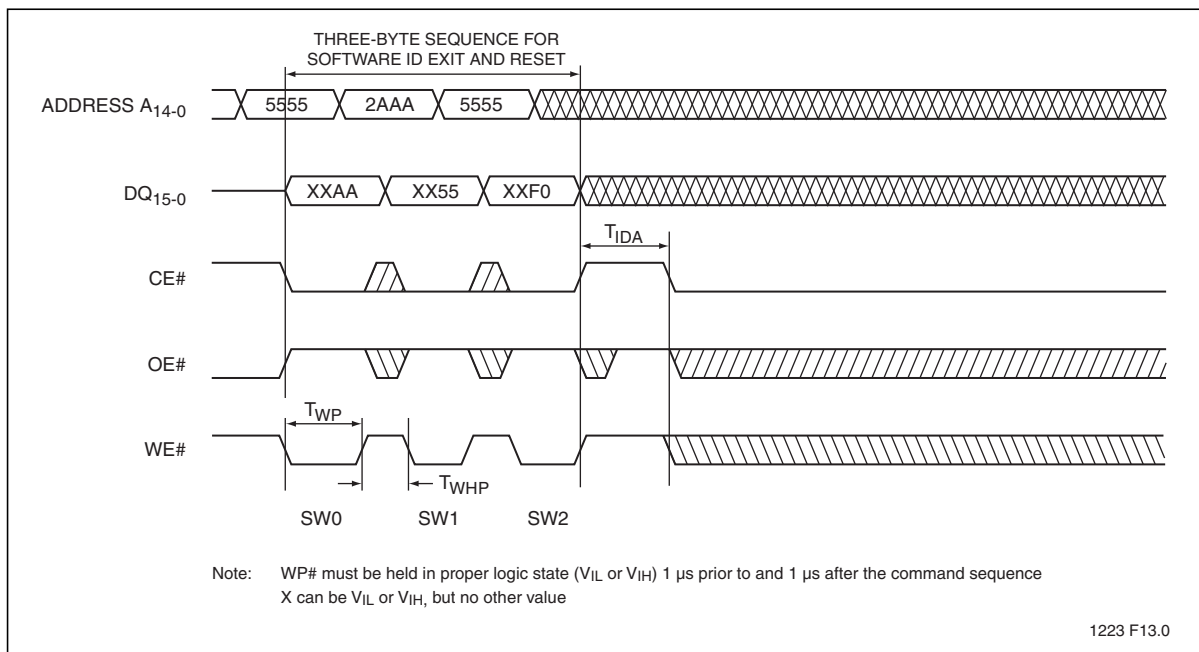 THREE-BYTE SEQUENCE FOR
SOFTWARE ID EXIT AND RESET
ADDRESS A14-0
5555 2AAA 5555
DQ15-0
XXAA XX55 XXF0
TIDA
CE#
OE#
TWP
WE#
TWHP
SW0 SW1 SW2
Note: WP# must be held in proper logic state (VIL or VIH) 1 µs prior to and 1 µs after the command sequence
X can be VIL or VIH, but no other value
1223 F13.0